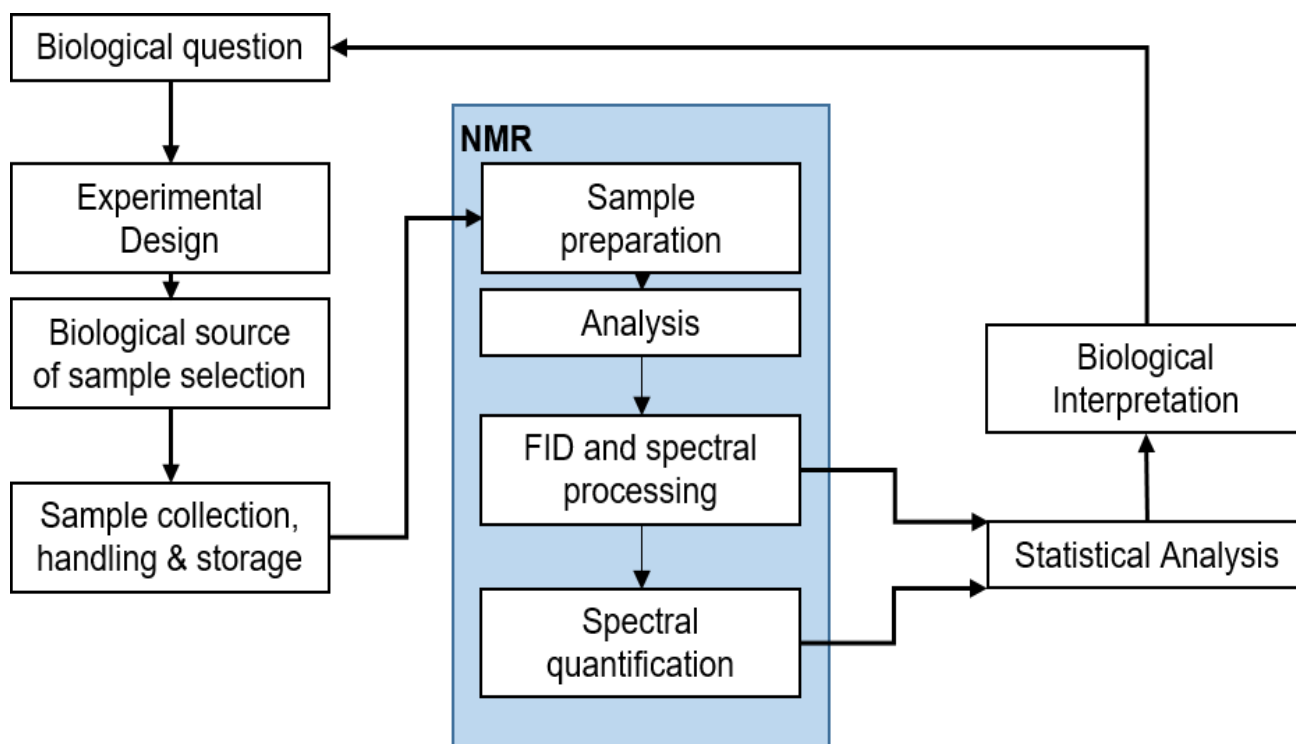 Biological question
Experimental
Design
Biological source
of sample selection
Sample collection,
handling & storage
NMR
Sample
preparation
Analysis
FID and spectral
processing
Spectral
quantification
Biological
Interpretation
Statistical Analysis